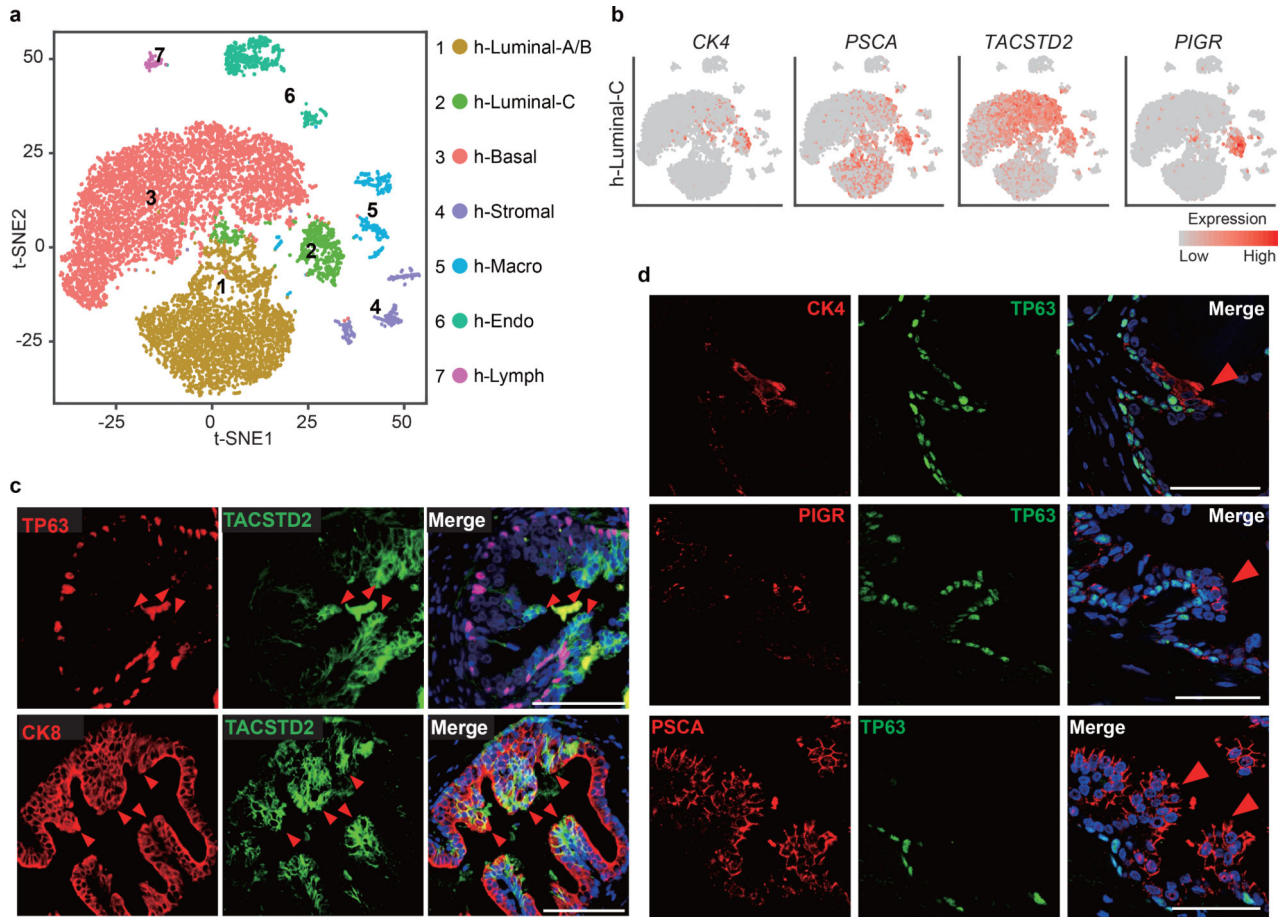 a
t-SNE2
50
25
0
-25
-25
0
25
50
t-SNE1
7
6
3
5
2
1
4
1 h-Luminal-A/B
2 h-Luminal-C
3 h-Basal
4 h-Stromal
5 h-Macro
6 h-Endo
7 h-Lymph
b
CK4 PSCA TACSTD2 PIGR
h-Luminal-C
Expression
Low High
c
TP63 TACSTD2 Merge
CK8 TACSTD2 Merge
d
CK4 TP63 Merge
PIGR TP63 Merge
PSCA TP63 Merge